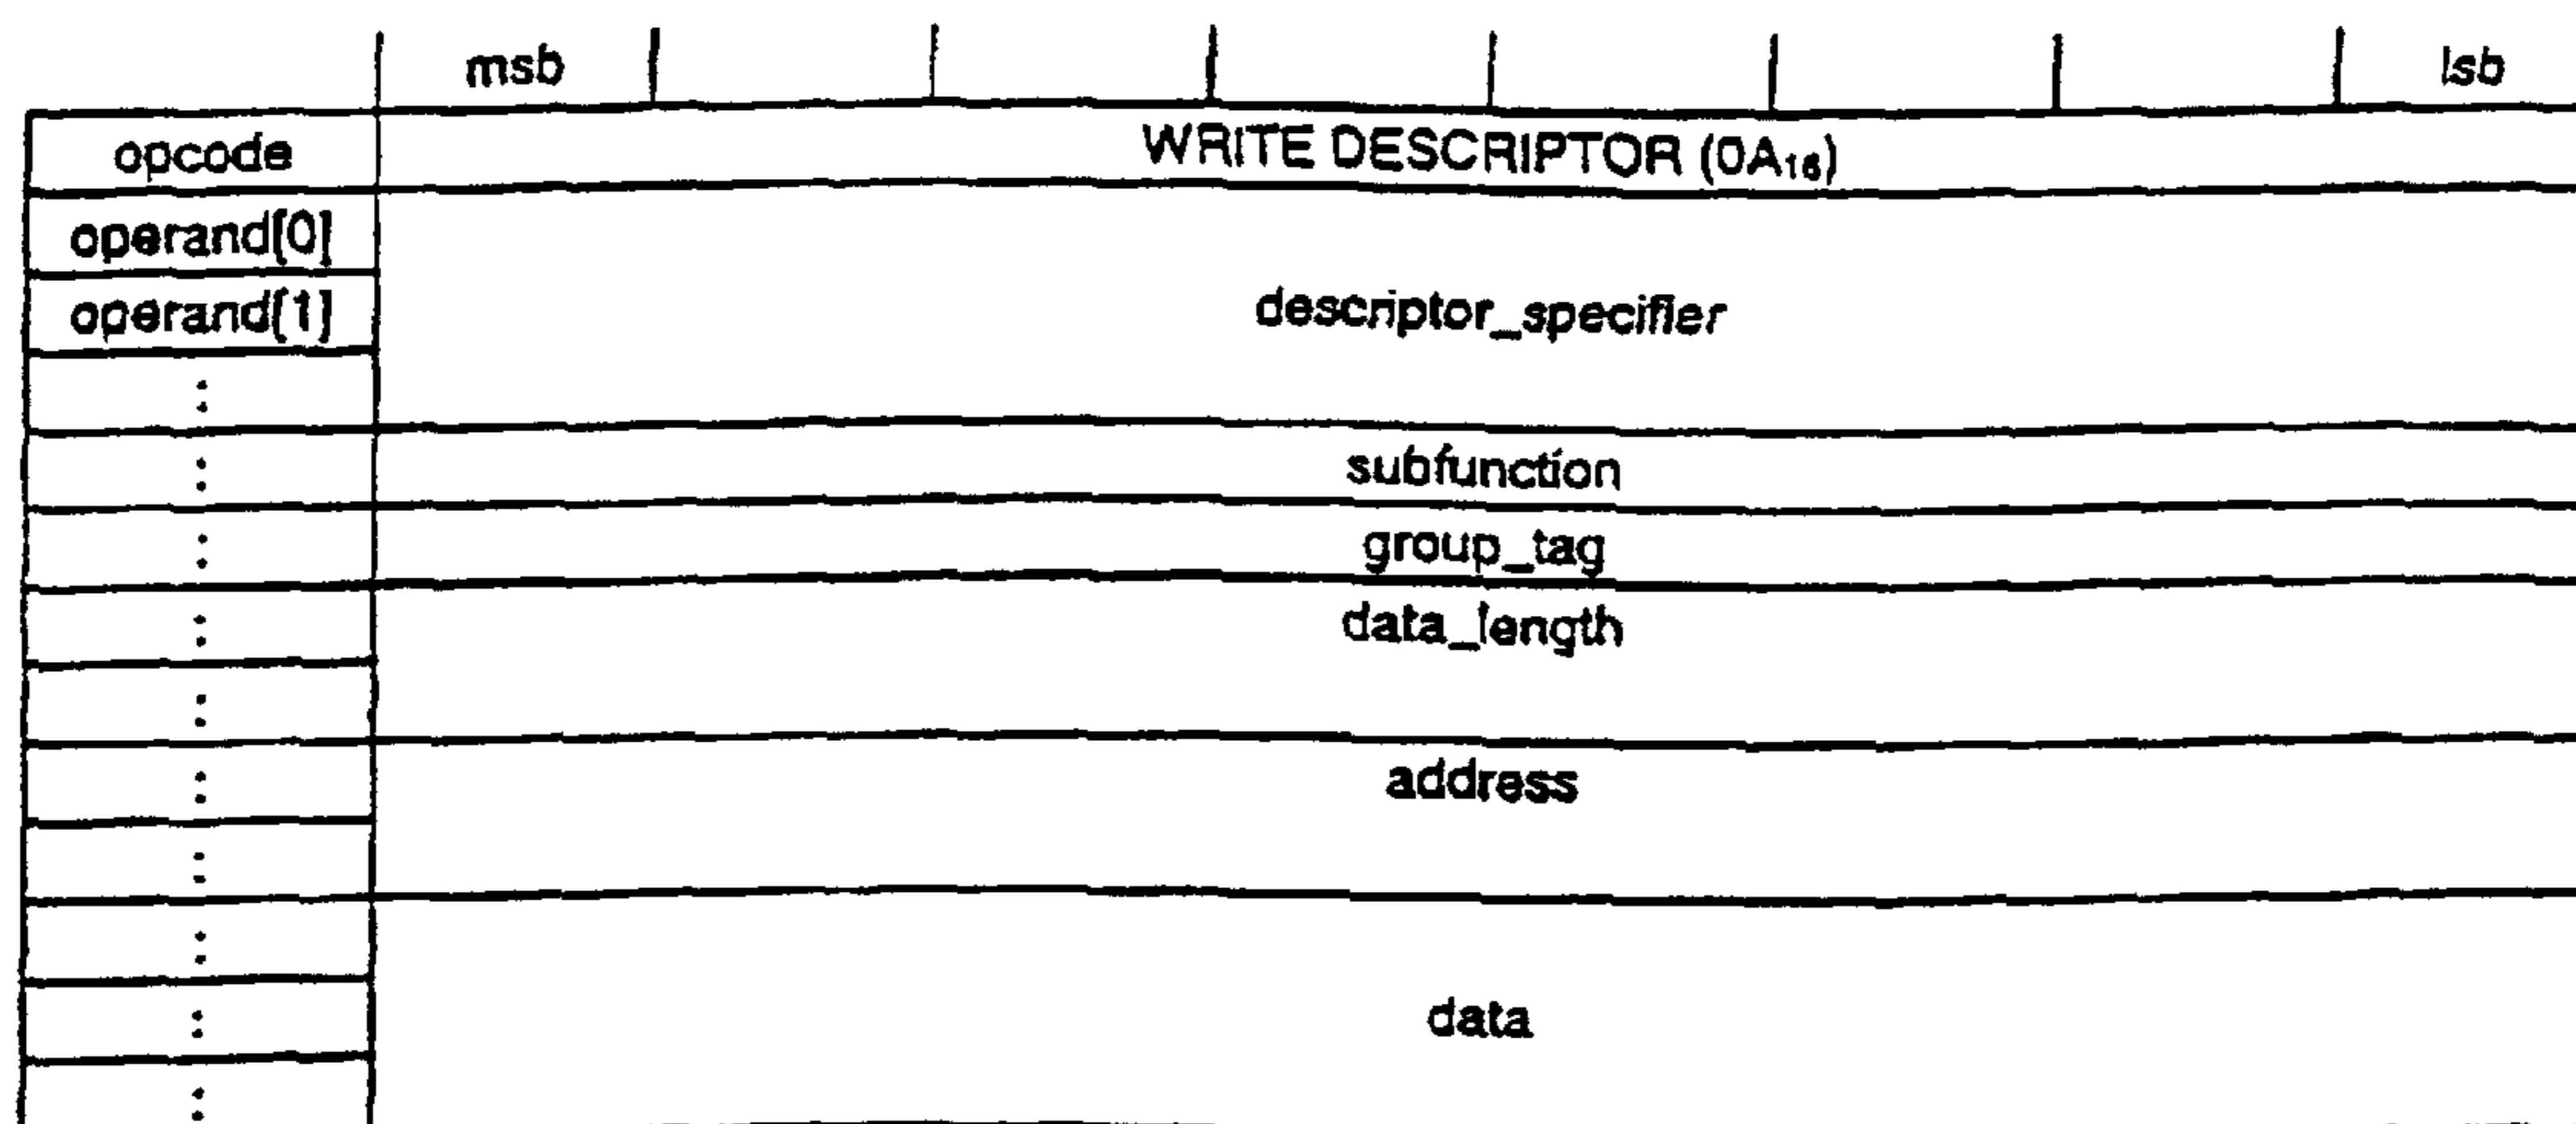 msb lsb
opcode WRITE DESCRIPTOR (0A₁₆)
operand[0]
operand[1] descriptor_specifier
:
: subfunction
: group_tag
: data_length
:
: address
:
:
: data
: